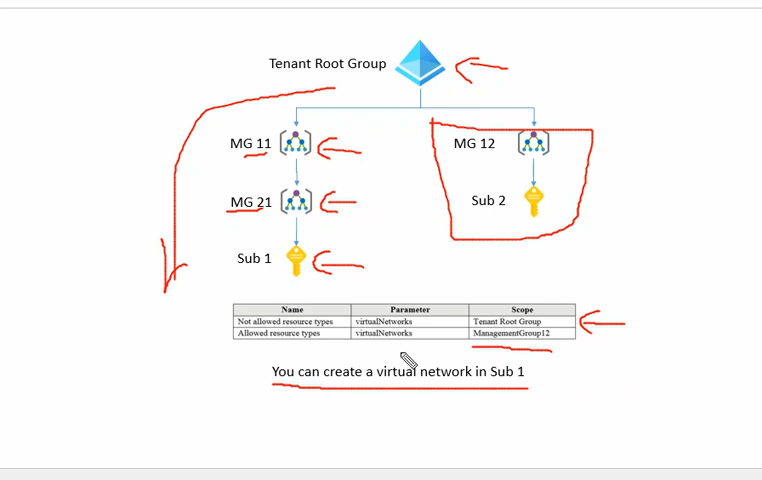 Tenant Root Group
MG 11
MG 12
MG 21
Sub 2
Sub 1
Name Parameter Scope
Not allowed resource types virtualNetworks Tenant Root Group
Allowed resource types virtualNetworks ManagementGroup12
You can create a virtual network in Sub 1